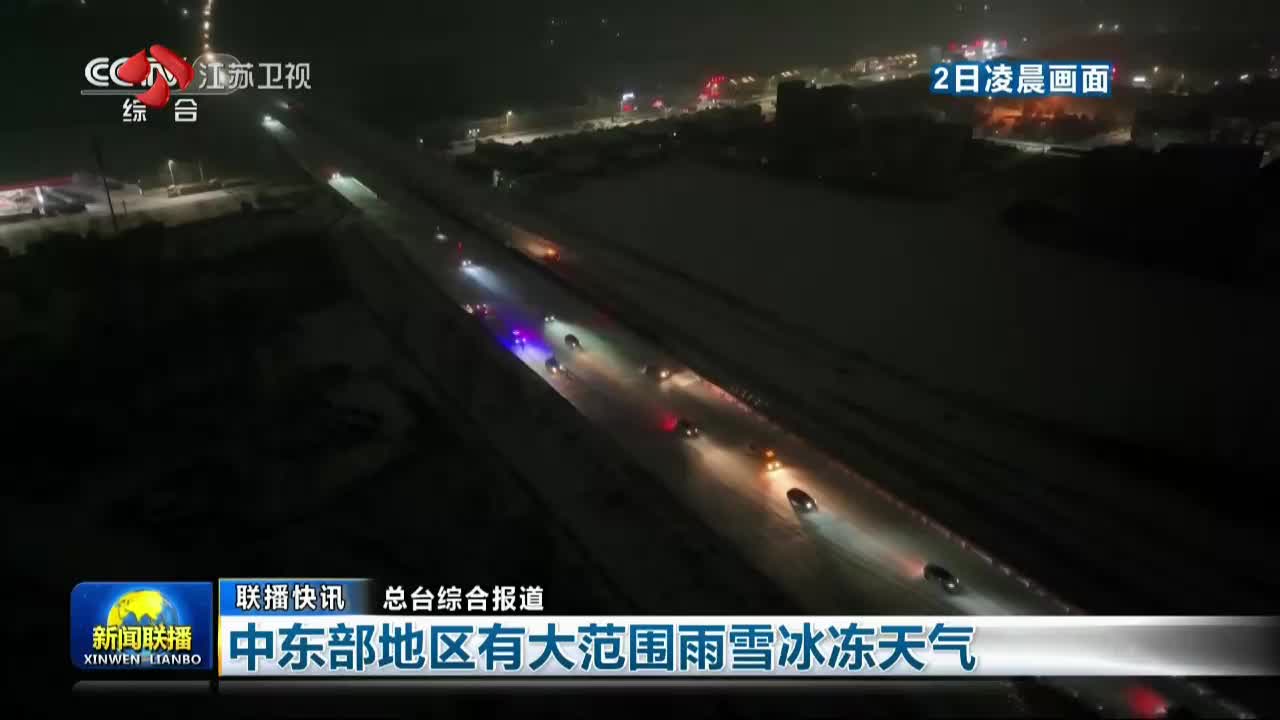 CCTV 江苏卫视
综合
2日凌晨画面
联播快讯 总台综合报道
新闻联播
XINWEN LIANBO
中东部地区有大范围雨雪冰冻天气